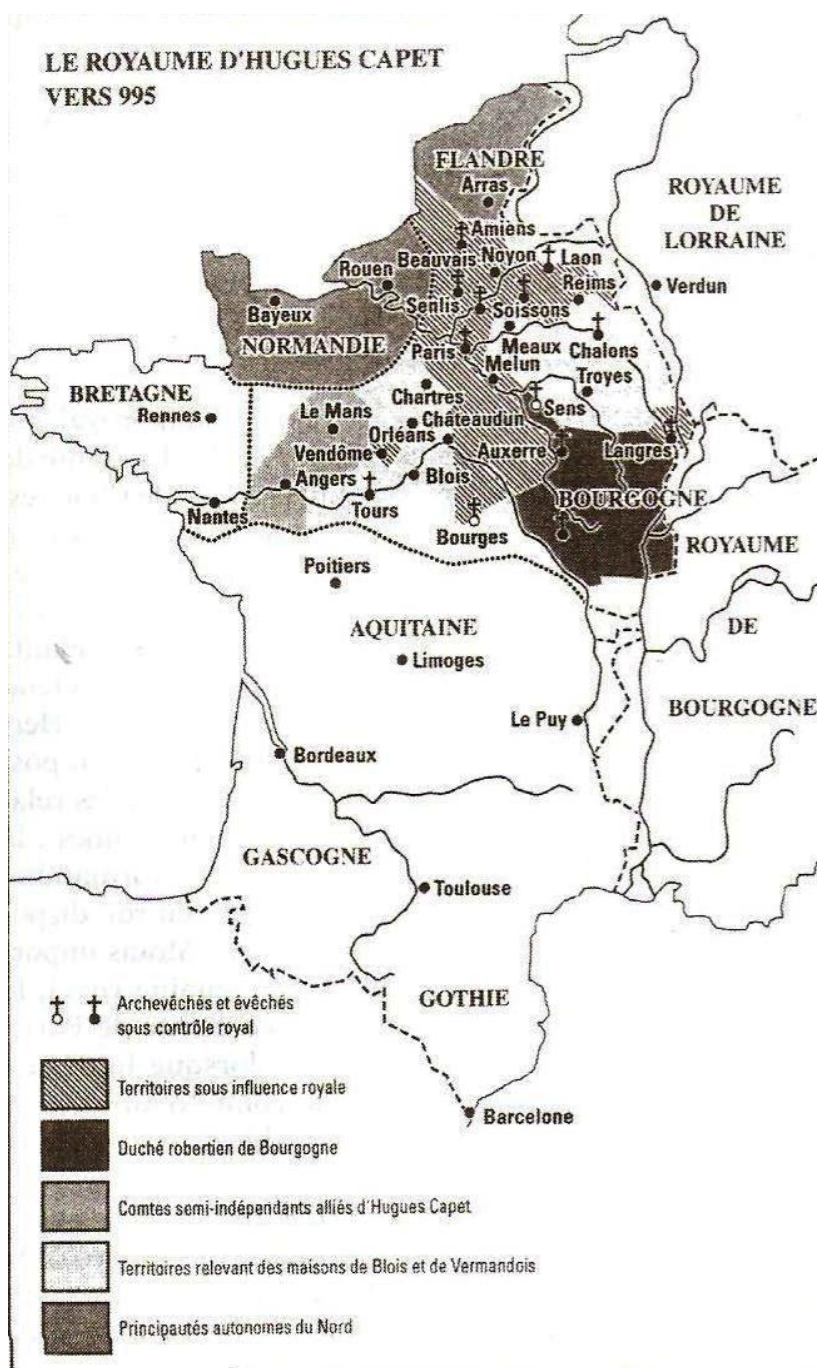 LE ROYAUME D'HUGUES CAPET
VERS 995
FLANDRE
Arras
ROYAUME
DE
LORRAINE
Amiens
Beauvais
Noyon
Laon
Rouen
Reims
Verdun
Senlis
Soissons
Bayeux
NORMANDIE
Paris
Meaux
Chalons
Melun
BRETAGNE
Chartres
Troyes
Rennes
Le Mans
Châteaudun
Sens
Orléans
Vendôme
Auxerre
Langres
Angers
Blois
BOURGOGNE
Nantes
Tours
Bourges
ROYAUME
Poitiers
AQUITAINE
DE
Limoges
BOURGOGNE
Le Puy
Bordeaux
GASCOGNE
Toulouse
GOTHIE
Archevêchés et évêchés
sous contrôle royal
Territoires sous influence royale
Barcelone
Duché robertien de Bourgogne
Comtes semi-indépendants alliés d'Hugues Capet
Territoires relevant des maisons de Blois et de Vermandois
Principautés autonomes du Nord